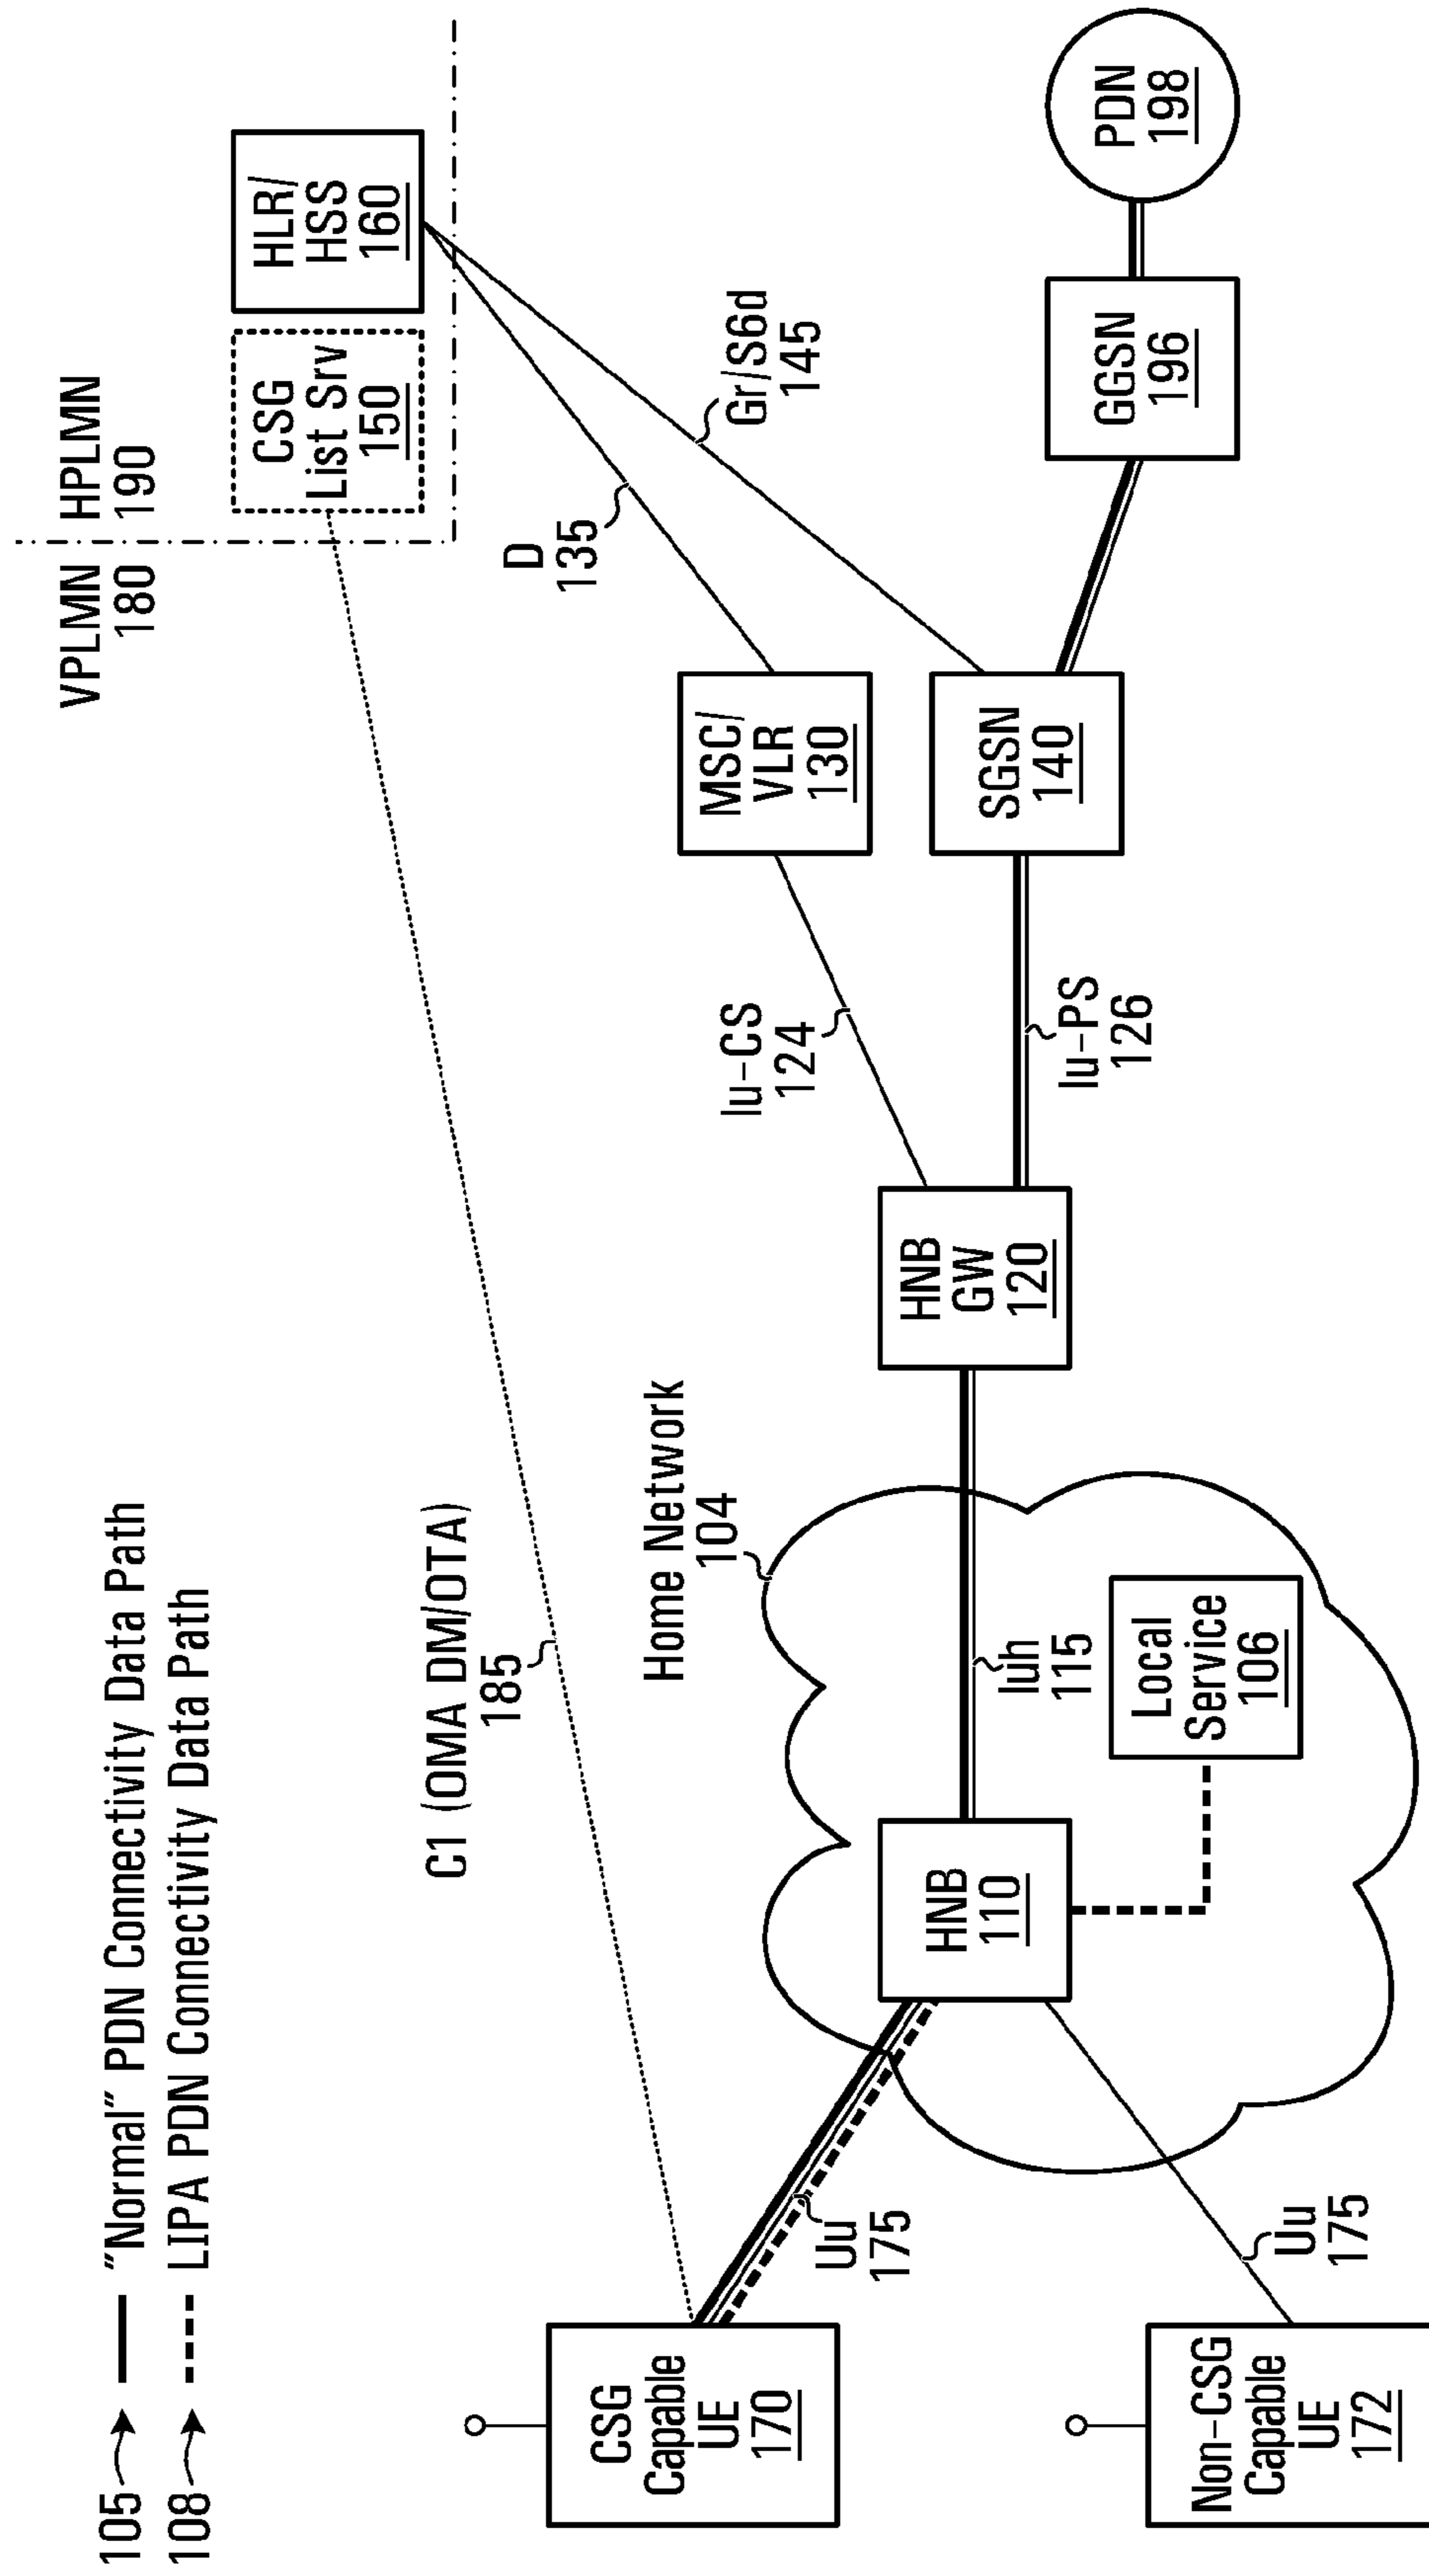 105
"Normal" PDN Connectivity Data Path
108
LIPA PDN Connectivity Data Path
VPLMN
180
HPLMN
190
CSG
List Srv
150
HLR/
HSS
160
C1 (OMA DM/OTA)
185
D
135
Gr/S6d
145
Home Network
104
CSG
Capable
UE
170
Uu
175
HNB
110
Iuh
115
Local
Service
106
HNB
GW
120
Iu-CS
124
Iu-PS
126
MSC/
VLR
130
SGSN
140
GGSN
196
PDN
198
Non-CSG
Capable
UE
172
Uu
175